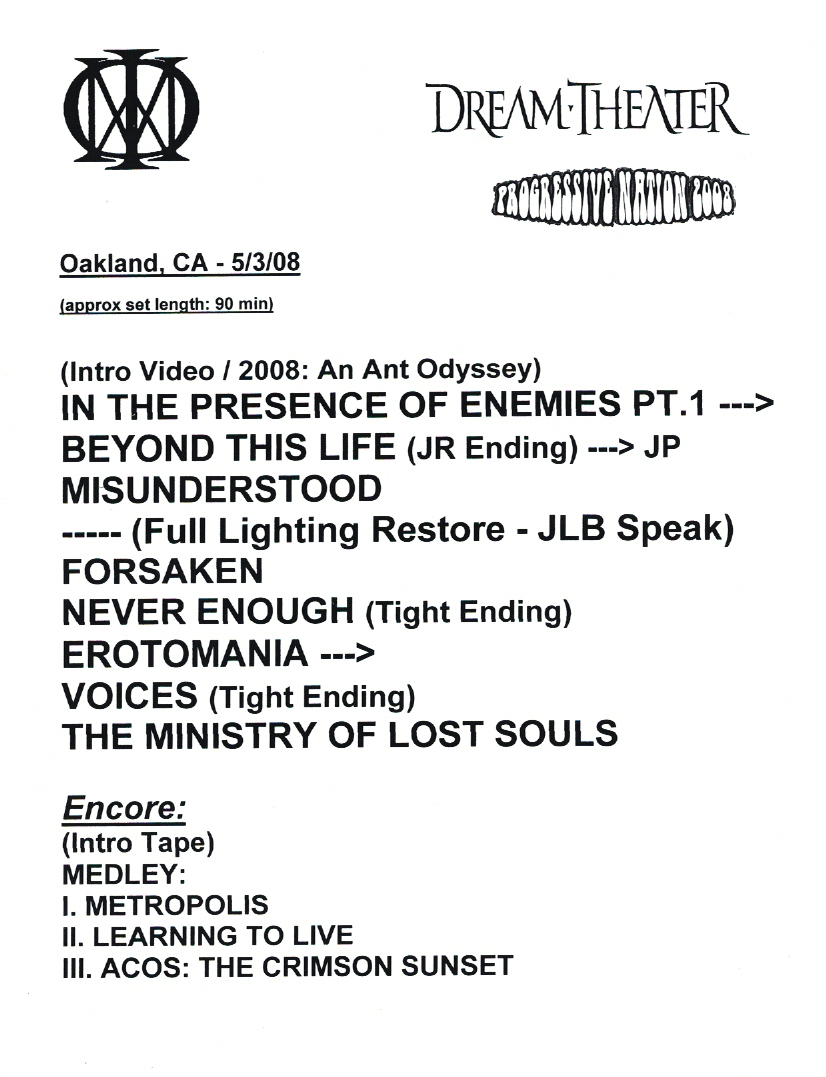 DREAM·THEATER
PROGRESSIVE NATION 2008
Oakland, CA - 5/3/08
(approx set length: 90 min)
(Intro Video / 2008: An Ant Odyssey)
IN THE PRESENCE OF ENEMIES PT.1 --->
BEYOND THIS LIFE (JR Ending) ---> JP
MISUNDERSTOOD
----- (Full Lighting Restore - JLB Speak)
FORSAKEN
NEVER ENOUGH (Tight Ending)
EROTOMANIA --->
VOICES (Tight Ending)
THE MINISTRY OF LOST SOULS
Encore:
(Intro Tape)
MEDLEY:
I. METROPOLIS
II. LEARNING TO LIVE
III. ACOS: THE CRIMSON SUNSET